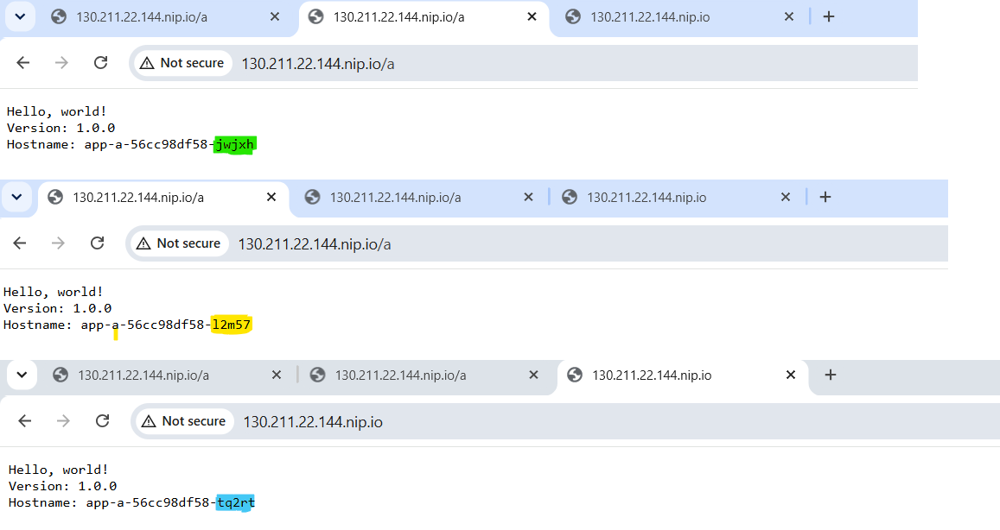 130.211.22.144.nip.io/a 130.211.22.144.nip.io/a 130.211.22.144.nip.io
Not secure 130.211.22.144.nip.io/a
Hello, world!
Version: 1.0.0
Hostname: app-a-56cc98df58-jwjxh
130.211.22.144.nip.io/a 130.211.22.144.nip.io/a 130.211.22.144.nip.io
Not secure 130.211.22.144.nip.io/a
Hello, world!
Version: 1.0.0
Hostname: app-a-56cc98df58-l2m57
130.211.22.144.nip.io/a 130.211.22.144.nip.io/a 130.211.22.144.nip.io
Not secure 130.211.22.144.nip.io
Hello, world!
Version: 1.0.0
Hostname: app-a-56cc98df58-tq2rt